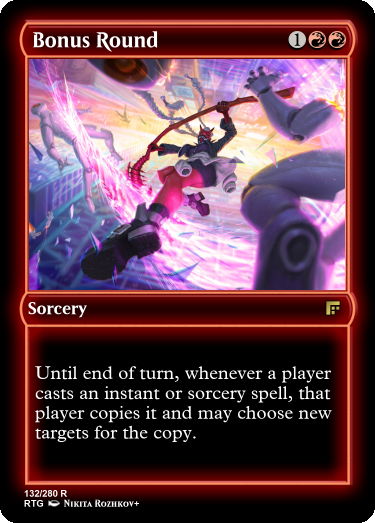 Bonus Round 1
Sorcery
Until end of turn, whenever a player
casts an instant or sorcery spell, that
player copies it and may choose new
targets for the copy.
132/280 R
RTG Nikita Rozhkov+